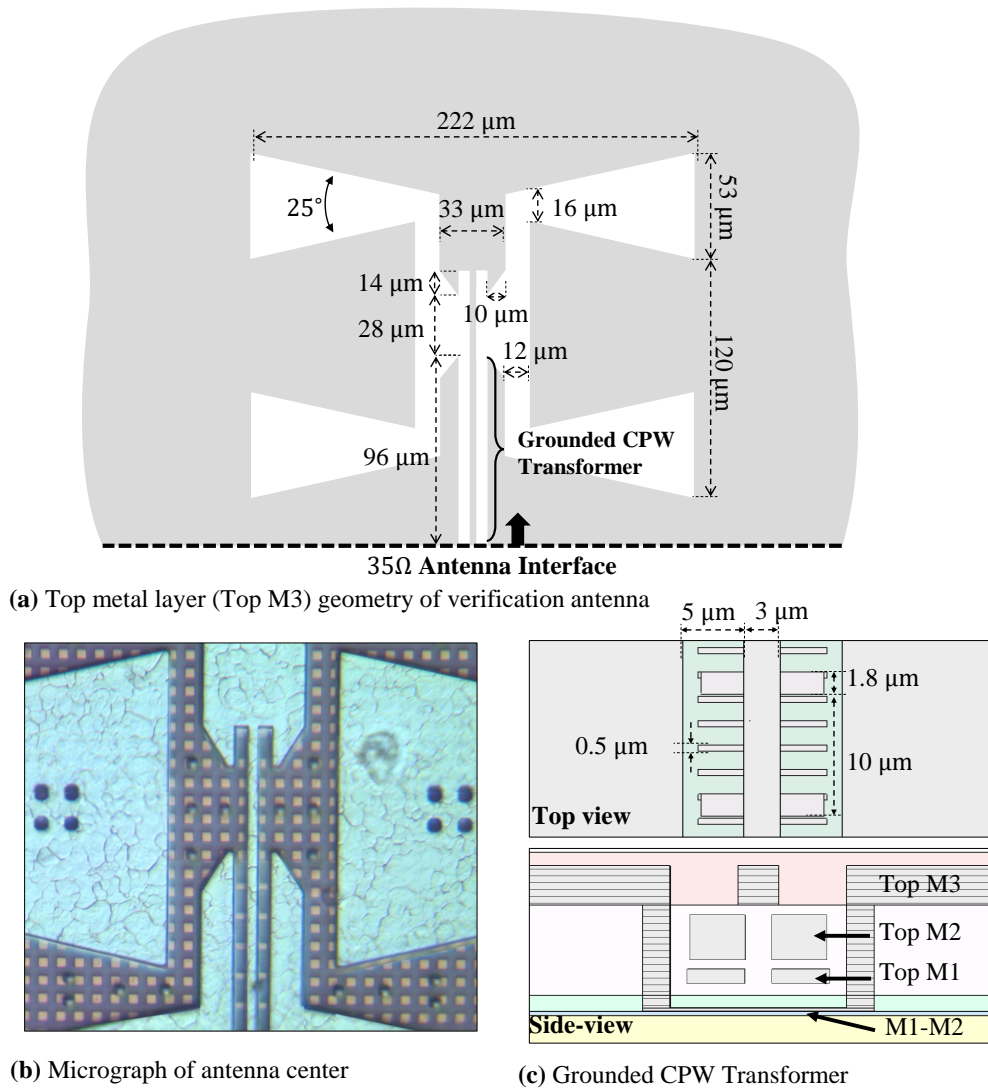 222 μm
25°
33 μm
16 μm
53 μm
14 μm
10 μm
28 μm
12 μm
120 μm
96 μm
Grounded CPW
Transformer
35Ω Antenna Interface
(a) Top metal layer (Top M3) geometry of verification antenna
5 μm
3 μm
1.8 μm
0.5 μm
10 μm
Top view
Top M3
Top M2
Top M1
Side-view
M1-M2
(b) Micrograph of antenna center
(c) Grounded CPW Transformer